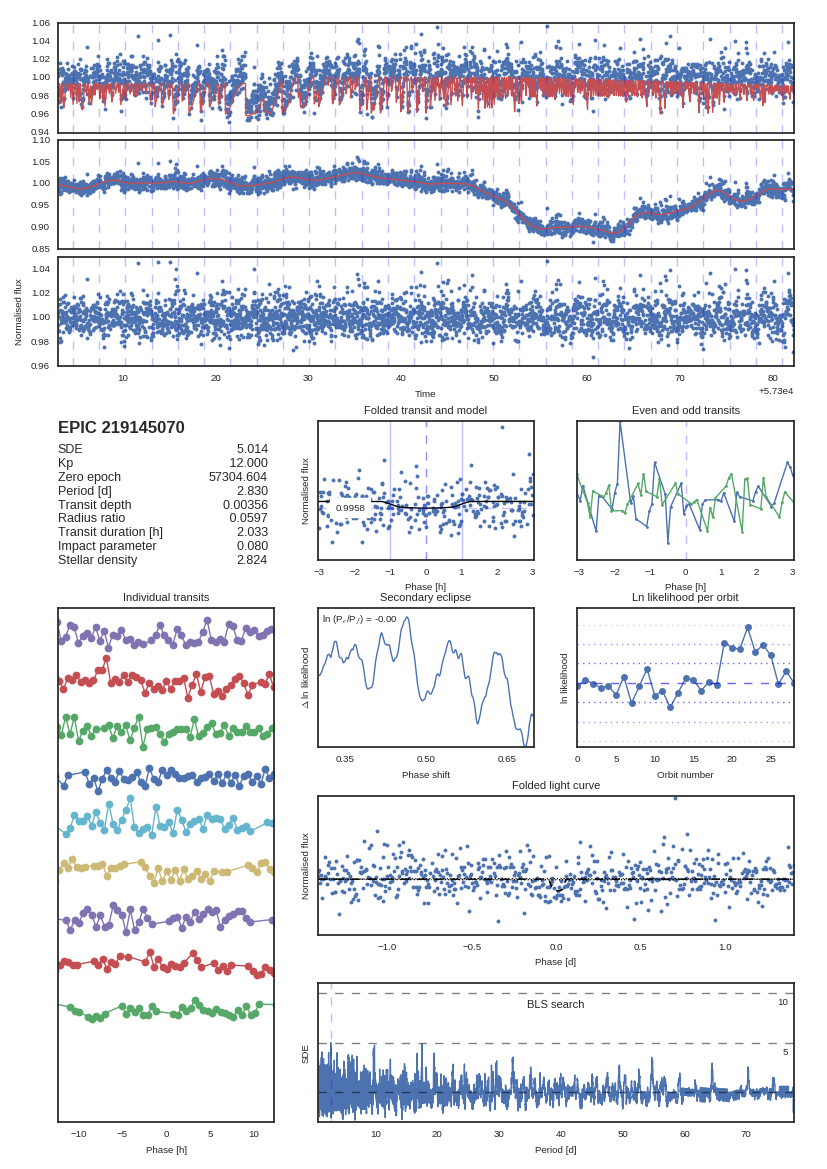 1.06
1.04
1.02
1.00
0.98
0.96
0.94
1.10
1.05
1.00
0.95
0.90
0.85
1.04
1.02
1.00
0.98
0.96
Normalised flux
10 20 30 40 50 60 70 80
Time
+5.73e4
EPIC 219145070
SDE 5.014
Kp 12.000
Zero epoch 57304.604
Period [d] 2.830
Transit depth 0.00356
Radius ratio 0.0597
Transit duration [h] 2.033
Impact parameter 0.080
Stellar density 2.824
Folded transit and model
Normalised flux
0.9958
−3 −2 −1 0 1 2 3
Phase [h]
Even and odd transits
−3 −2 −1 0 1 2 3
Phase [h]
Individual transits
−10 −5 0 5 10
Phase [h]
Secondary eclipse
Δ ln likelihood
0.35 0.50 0.65
Phase shift
Ln likelihood per orbit
ln likelihood
0 5 10 15 20 25
Orbit number
Folded light curve
Normalised flux
−1.0 −0.5 0.0 0.5 1.0
Phase [d]
BLS search
10
5
SDE
10 20 30 40 50 60 70
Period [d]